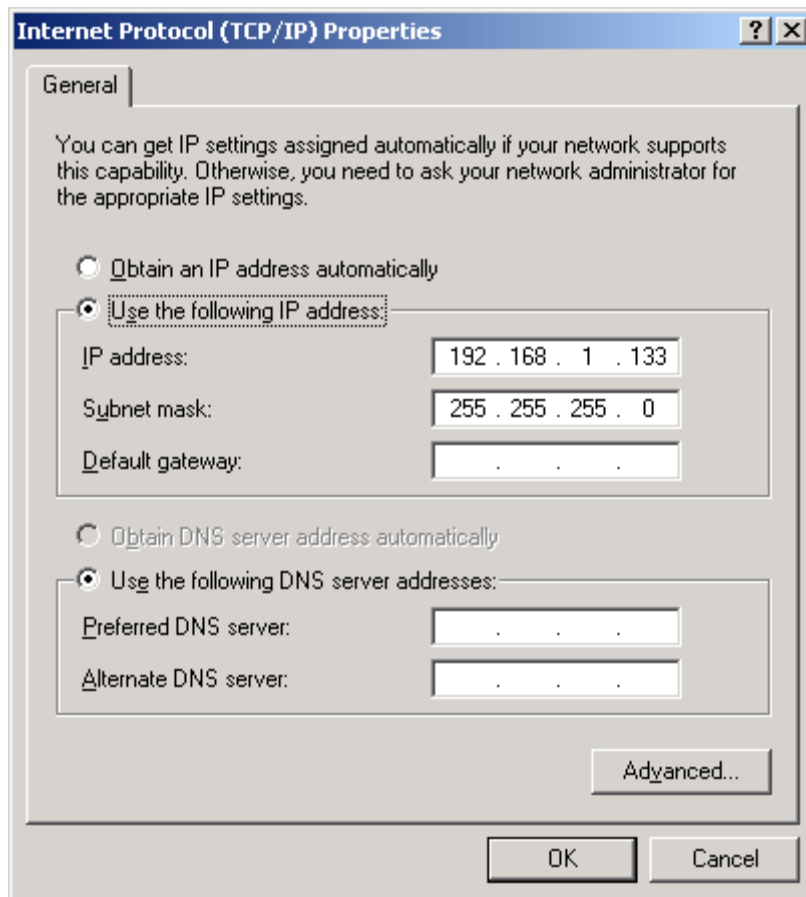 Internet Protocol (TCP/IP) Properties
General
You can get IP settings assigned automatically if your network supports
this capability. Otherwise, you need to ask your network administrator for
the appropriate IP settings.
Obtain an IP address automatically
Use the following IP address:
IP address: 192 . 168 . 1 . 133
Subnet mask: 255 . 255 . 255 . 0
Default gateway: . . .
Obtain DNS server address automatically
Use the following DNS server addresses:
Preferred DNS server: . . .
Alternate DNS server: . . .
Advanced...
OK Cancel